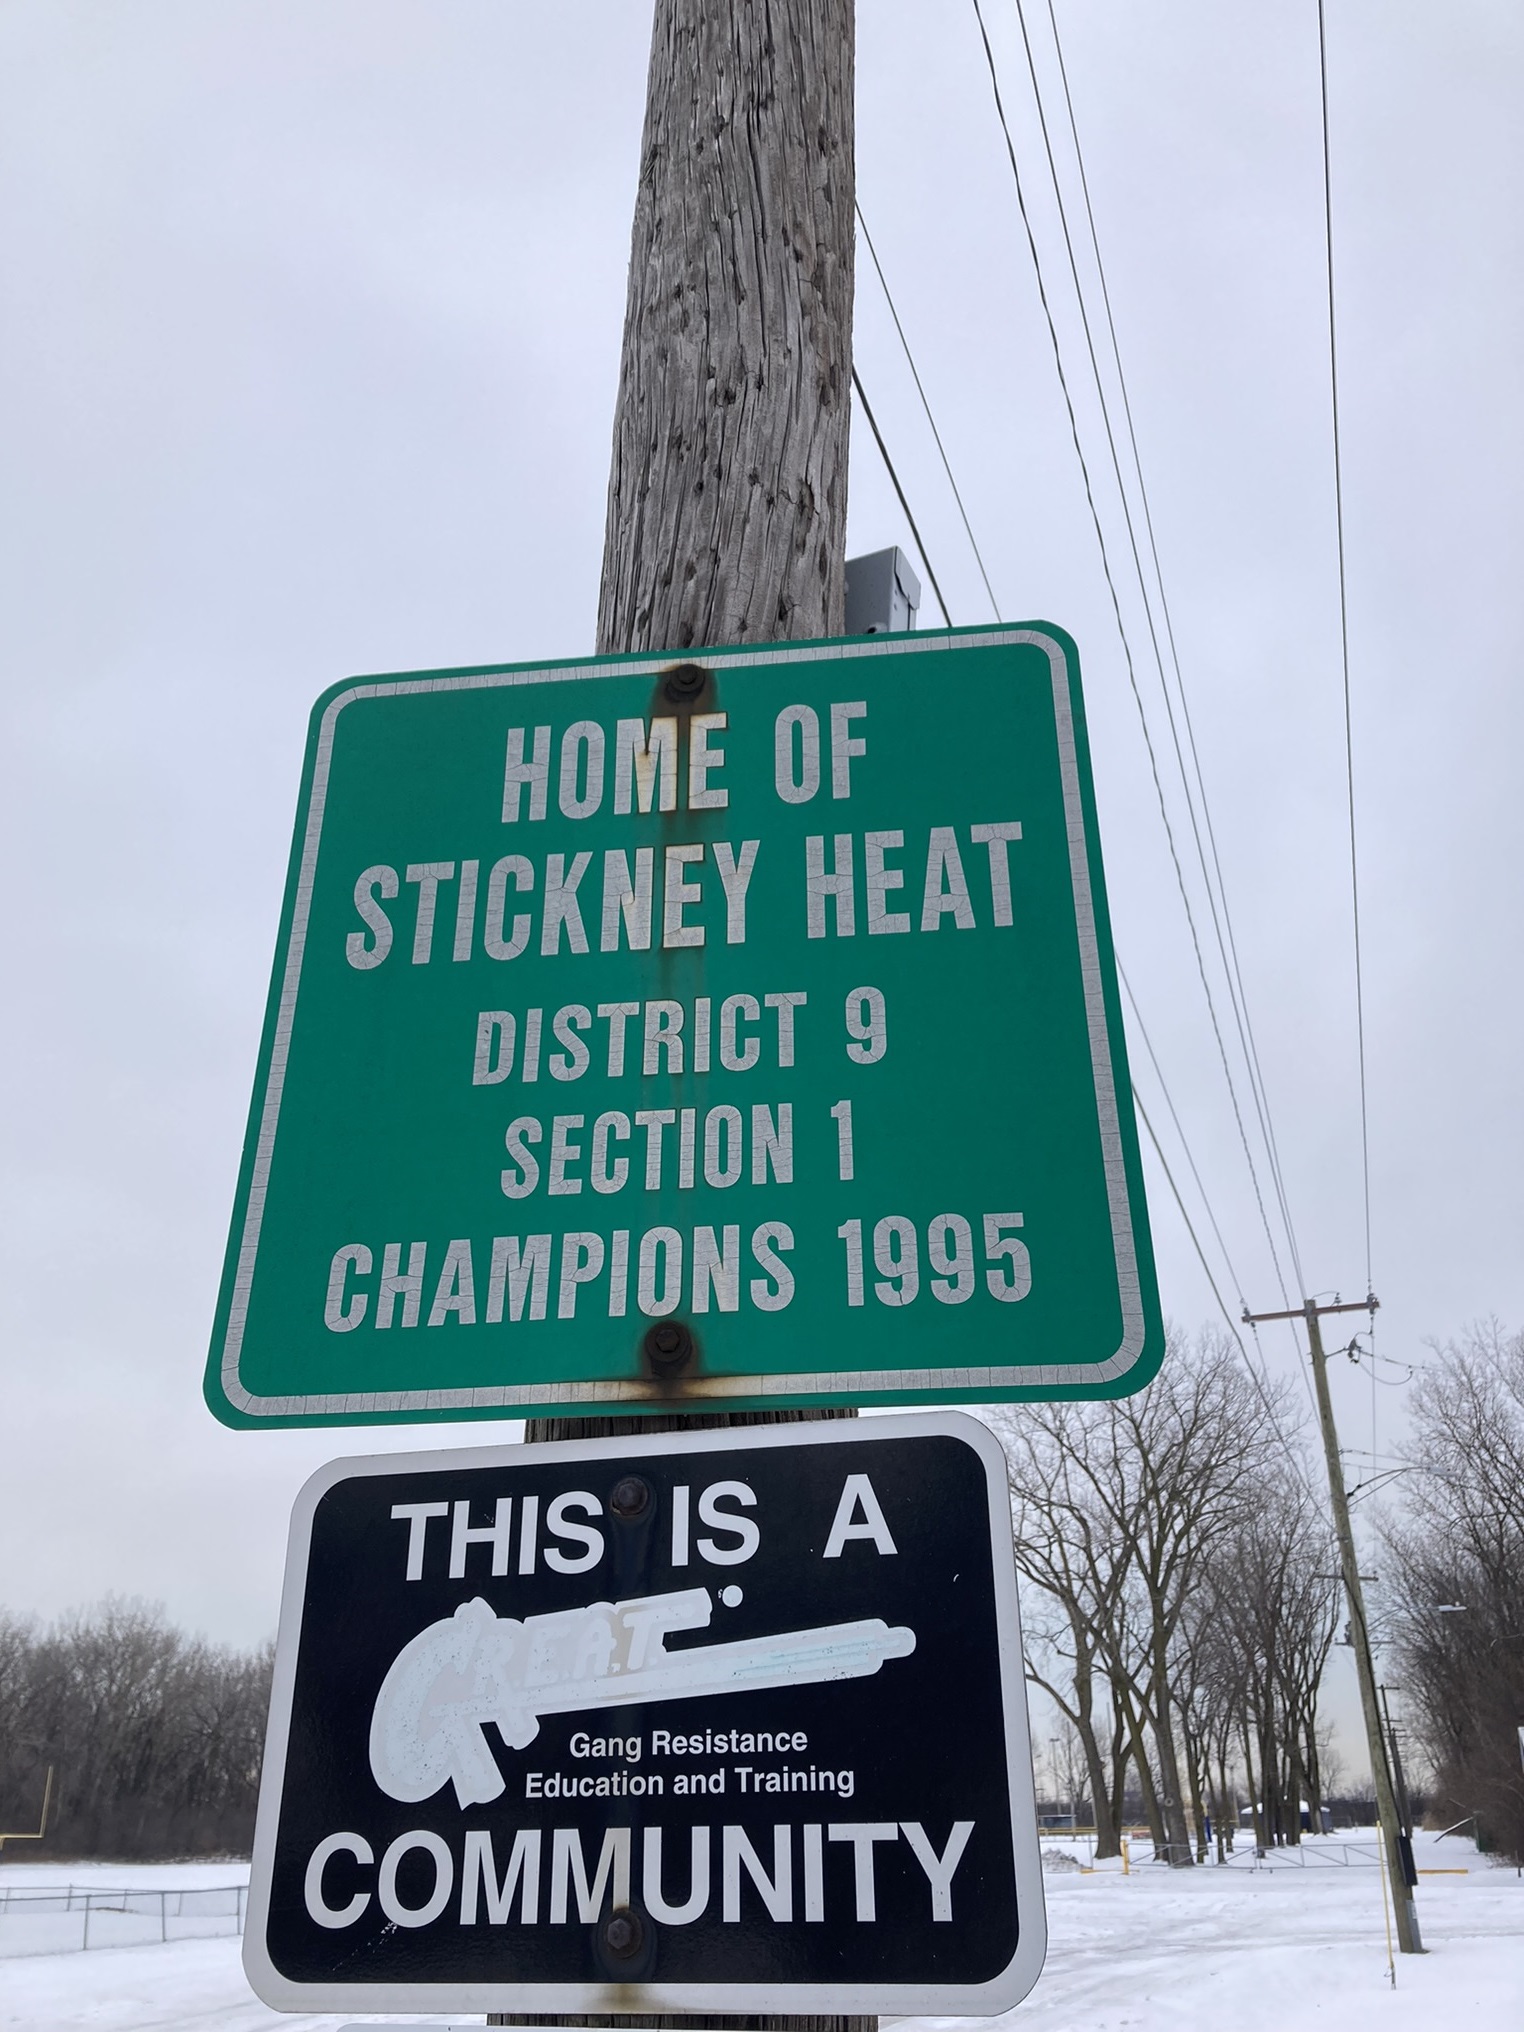 HOME OF
STICKNEY HEAT
DISTRICT 9
SECTION 1
CHAMPIONS 1995
THIS IS A
G.R.E.A.T.
Gang Resistance
Education and Training
COMMUNITY